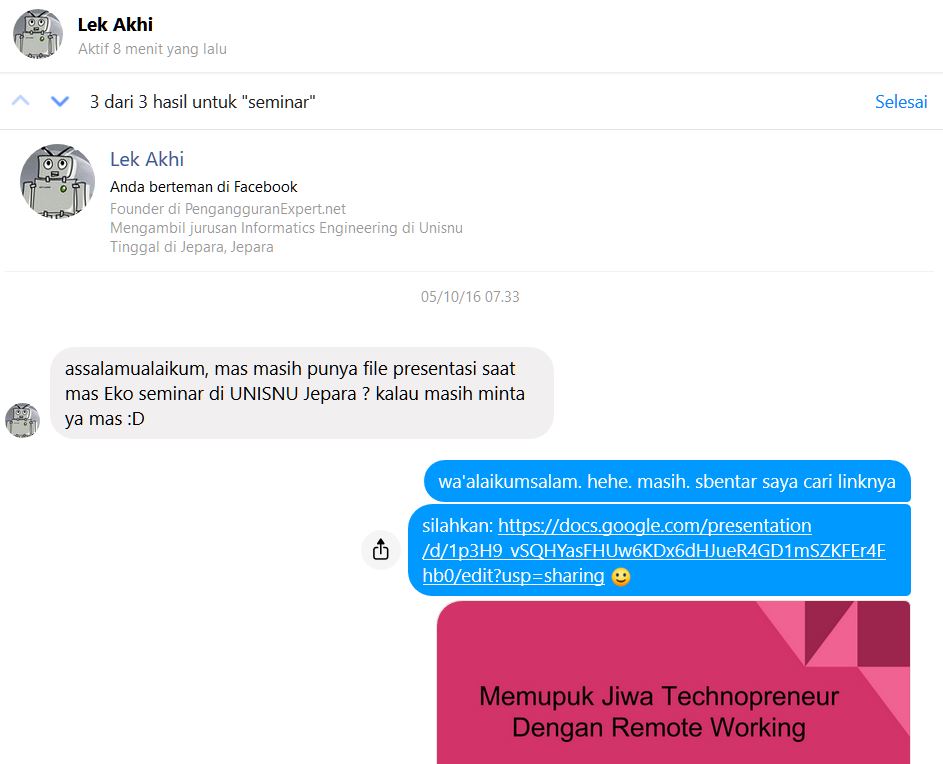 Lek Akhi
Aktif 8 menit yang lalu
3 dari 3 hasil untuk "seminar"
Selesai
Lek Akhi
Anda berteman di Facebook
Founder di PengangguranExpert.net
Mengambil jurusan Informatics Engineering di Unisnu
Tinggal di Jepara, Jepara
05/10/16 07.33
assalamualaikum, mas masih punya file presentasi saat
mas Eko seminar di UNISNU Jepara ? kalau masih minta
ya mas :D
wa'alaikumsalam. hehe. masih. sbentar saya cari linknya
silahkan: https://docs.google.com/presentation
/d/1p3H9_vSQHYasFHUw6KDx6dHJueR4GD1mSZKFEr4F
hb0/edit?usp=sharing 🙂
Memupuk Jiwa Technopreneur
Dengan Remote Working